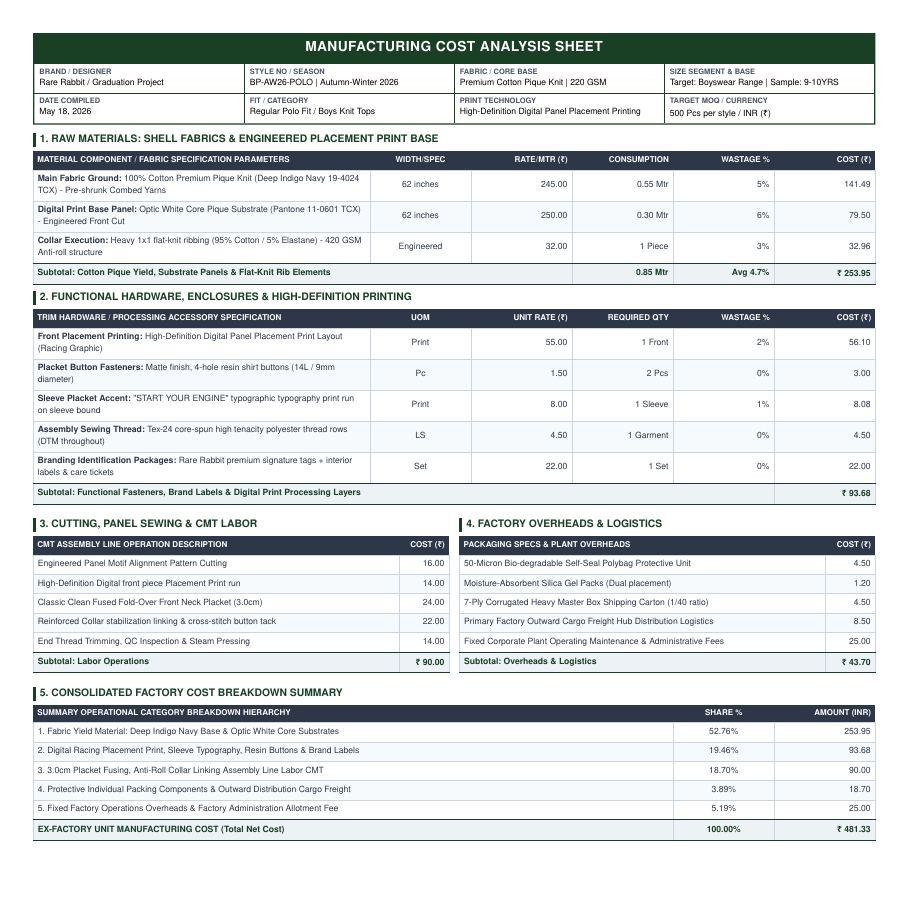 MANUFACTURING COST ANALYSIS SHEET
BRAND / DESIGNER
Rare Rabbit / Graduation Project
STYLE NO / SEASON
BP-AW26-POLO | Autumn-Winter 2026
FABRIC / CORE BASE
Premium Cotton Pique Knit | 220 GSM
SIZE SEGMENT & BASE
Target: Boyswear Range | Sample: 9-10YRS
DATE COMPILED
May 18, 2026
FIT / CATEGORY
Regular Polo Fit / Boys Knit Tops
PRINT TECHNOLOGY
High-Definition Digital Panel Placement Printing
TARGET MOQ / CURRENCY
500 Pcs per style / INR (₹)
1. RAW MATERIALS: SHELL FABRICS & ENGINEERED PLACEMENT PRINT BASE
MATERIAL COMPONENT / FABRIC SPECIFICATION PARAMETERS WIDTH/SPEC RATE/MTR (₹) CONSUMPTION WASTAGE % COST (₹)
Main Fabric Ground: 100% Cotton Premium Pique Knit (Deep Indigo Navy 19-4024
TCX) - Pre-shrunk Combed Yarns
62 inches 245.00 0.55 Mtr 5% 141.49
Digital Print Base Panel: Optic White Core Pique Substrate (Pantone 11-0601 TCX)
- Engineered Front Cut
62 inches 250.00 0.30 Mtr 6% 79.50
Collar Execution: Heavy 1x1 flat-knit ribbing (95% Cotton / 5% Elastane) - 420 GSM
Anti-roll structure
Engineered 32.00 1 Piece 3% 32.96
Subtotal: Cotton Pique Yield, Substrate Panels & Flat-Knit Rib Elements 0.85 Mtr Avg 4.7% ₹ 253.95
2. FUNCTIONAL HARDWARE, ENCLOSURES & HIGH-DEFINITION PRINTING
TRIM HARDWARE / PROCESSING ACCESSORY SPECIFICATION UOM UNIT RATE (₹) REQUIRED QTY WASTAGE % COST (₹)
Front Placement Printing: High-Definition Digital Panel Placement Print Layout
(Racing Graphic)
Print 55.00 1 Front 2% 56.10
Placket Button Fasteners: Matte finish, 4-hole resin shirt buttons (14L / 9mm
diameter)
Pc 1.50 2 Pcs 0% 3.00
Sleeve Placket Accent: "START YOUR ENGINE" typographic typography print run
on sleeve bound
Print 8.00 1 Sleeve 1% 8.08
Assembly Sewing Thread: Tex-24 core-spun high tenacity polyester thread rows
(DTM throughout)
LS 4.50 1 Garment 0% 4.50
Branding Identification Packages: Rare Rabbit premium signature tags + interior
labels & care tickets
Set 22.00 1 Set 0% 22.00
Subtotal: Functional Fasteners, Brand Labels & Digital Print Processing Layers ₹ 93.68
3. CUTTING, PANEL SEWING & CMT LABOR
CMT ASSEMBLY LINE OPERATION DESCRIPTION COST (₹)
Engineered Panel Motif Alignment Pattern Cutting 16.00
High-Definition Digital front piece Placement Print run 14.00
Classic Clean Fused Fold-Over Front Neck Placket (3.0cm) 24.00
Reinforced Collar stabilization linking & cross-stitch button tack 22.00
End Thread Trimming, QC Inspection & Steam Pressing 14.00
Subtotal: Labor Operations ₹ 90.00
4. FACTORY OVERHEADS & LOGISTICS
PACKAGING SPECS & PLANT OVERHEADS COST (₹)
50-Micron Bio-degradable Self-Seal Polybag Protective Unit 4.50
Moisture-Absorbent Silica Gel Packs (Dual placement) 1.20
7-Ply Corrugated Heavy Master Box Shipping Carton (1/40 ratio) 4.50
Primary Factory Outward Cargo Freight Hub Distribution Logistics 8.50
Fixed Corporate Plant Operating Maintenance & Administrative Fees 25.00
Subtotal: Overheads & Logistics ₹ 43.70
5. CONSOLIDATED FACTORY COST BREAKDOWN SUMMARY
SUMMARY OPERATIONAL CATEGORY BREAKDOWN HIERARCHY SHARE % AMOUNT (INR)
1. Fabric Yield Material: Deep Indigo Navy Base & Optic White Core Substrates 52.76% 253.95
2. Digital Racing Placement Print, Sleeve Typography, Resin Buttons & Brand Labels 19.46% 93.68
3. 3.0cm Placket Fusing, Anti-Roll Collar Linking Assembly Line Labor CMT 18.70% 90.00
4. Protective Individual Packing Components & Outward Distribution Cargo Freight 3.89% 18.70
5. Fixed Factory Operations Overheads & Factory Administration Allotment Fee 5.19% 25.00
EX-FACTORY UNIT MANUFACTURING COST (Total Net Cost) 100.00% ₹ 481.33